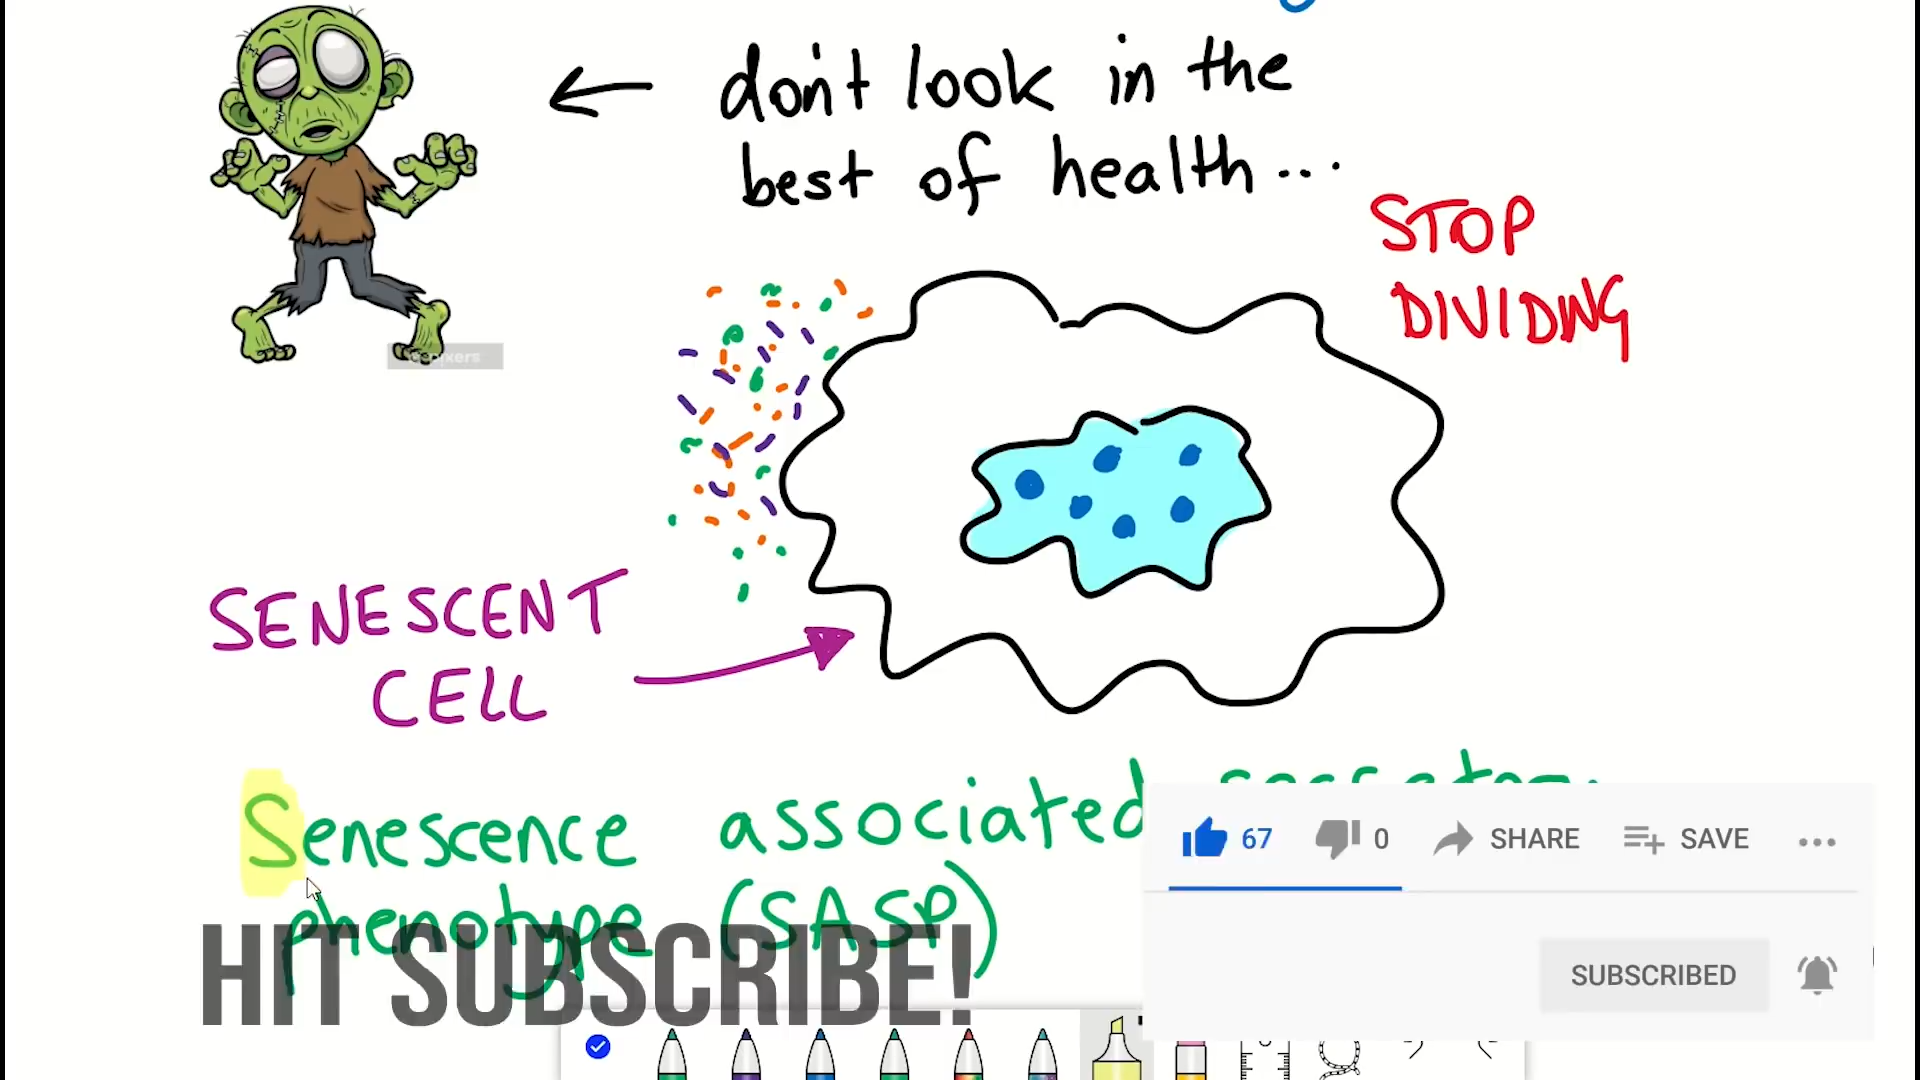 don't look in the
best of health...
STOP
DIVIDING
SENESCENT
CELL
Senescence associated
phenotype (SASP)
67 0 SHARE SAVE ...
HIT SUBSCRIBE!
SUBSCRIBED